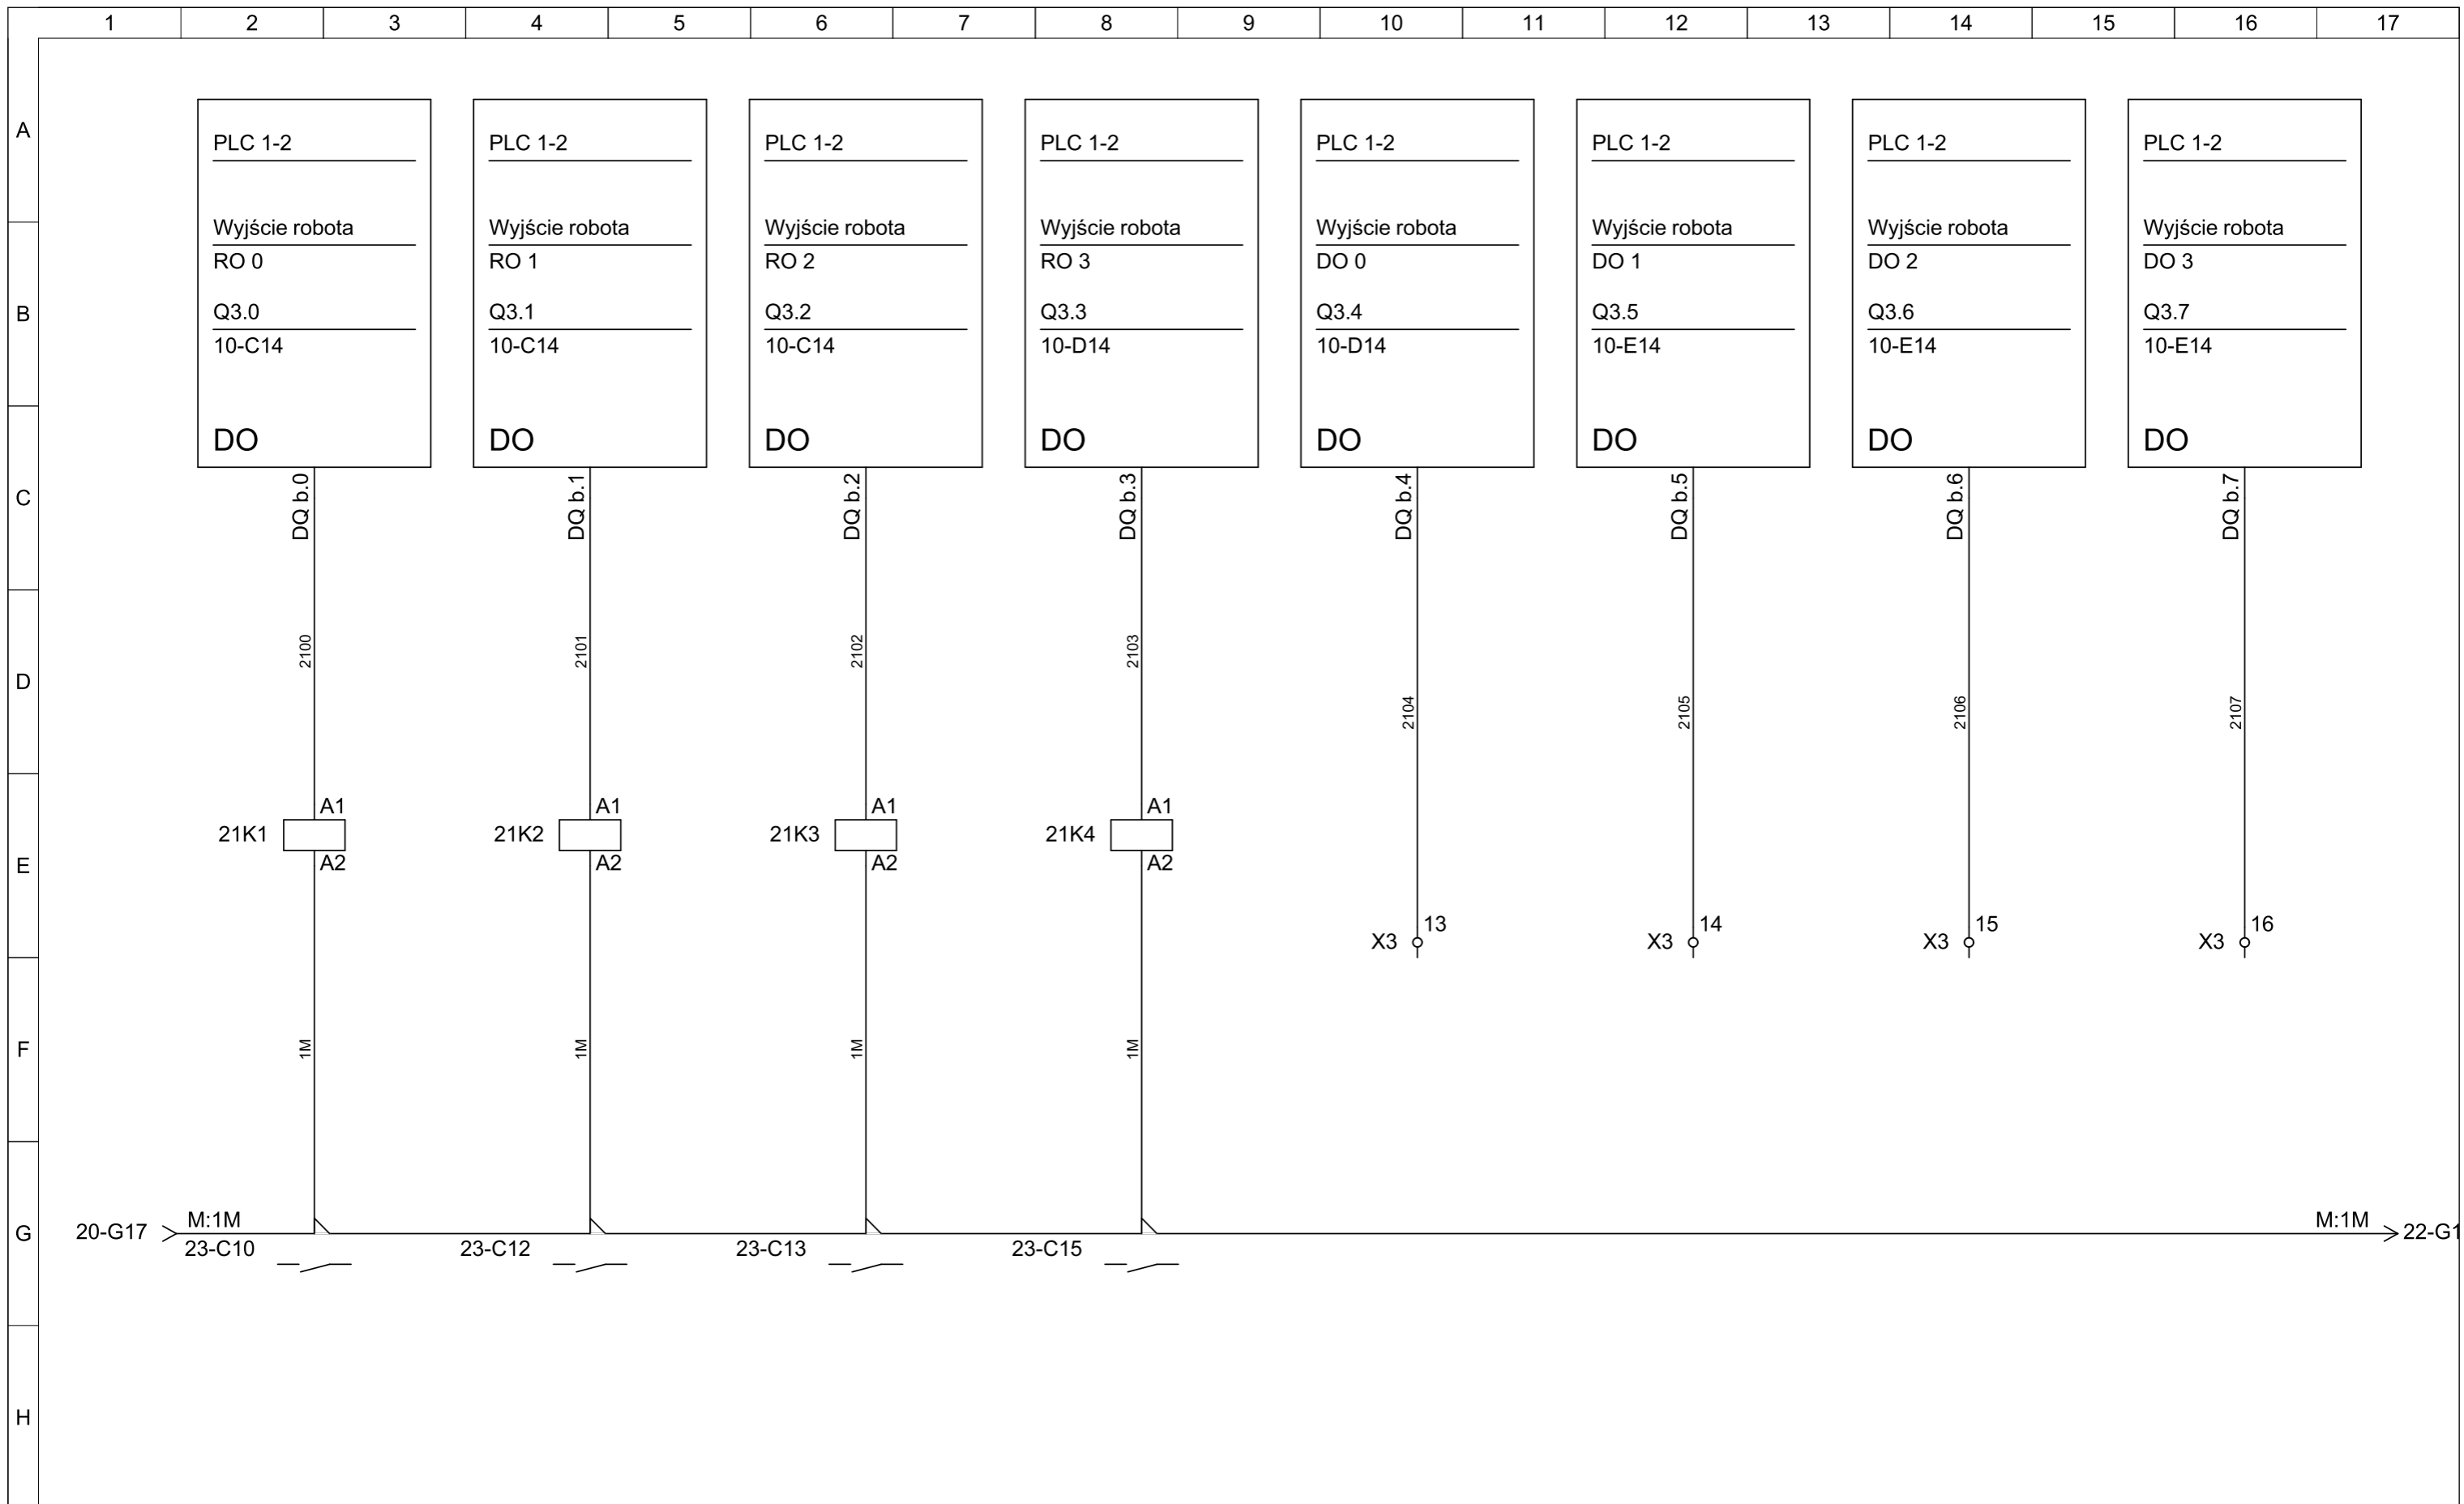 1 2 3 4 5 6 7 8 9 10 11 12 13 14 15 16 17
A
PLC 1-2 PLC 1-2 PLC 1-2 PLC 1-2 PLC 1-2 PLC 1-2 PLC 1-2 PLC 1-2
Wyjście robota Wyjście robota Wyjście robota Wyjście robota Wyjście robota Wyjście robota Wyjście robota Wyjście robota
RO 0 RO 1 RO 2 RO 3 DO 0 DO 1 DO 2 DO 3
B
Q3.0 Q3.1 Q3.2 Q3.3 Q3.4 Q3.5 Q3.6 Q3.7
10-C14 10-C14 10-C14 10-D14 10-D14 10-E14 10-E14 10-E14
DO DO DO DO DO DO DO DO
C
DQ b.0 DQ b.1 DQ b.2 DQ b.3 DQ b.4 DQ b.5 DQ b.6 DQ b.7
2100 2101 2102 2103
D
2104 2105 2106 2107
A1 A1 A1 A1
21K1 21K2 21K3 21K4
A2 A2 A2 A2
E
13 14 15 16
X3 X3 X3 X3
F
1M 1M 1M 1M
M:1M M:1M
G 20-G17 22-G1
23-C10 23-C12 23-C13 23-C15
H